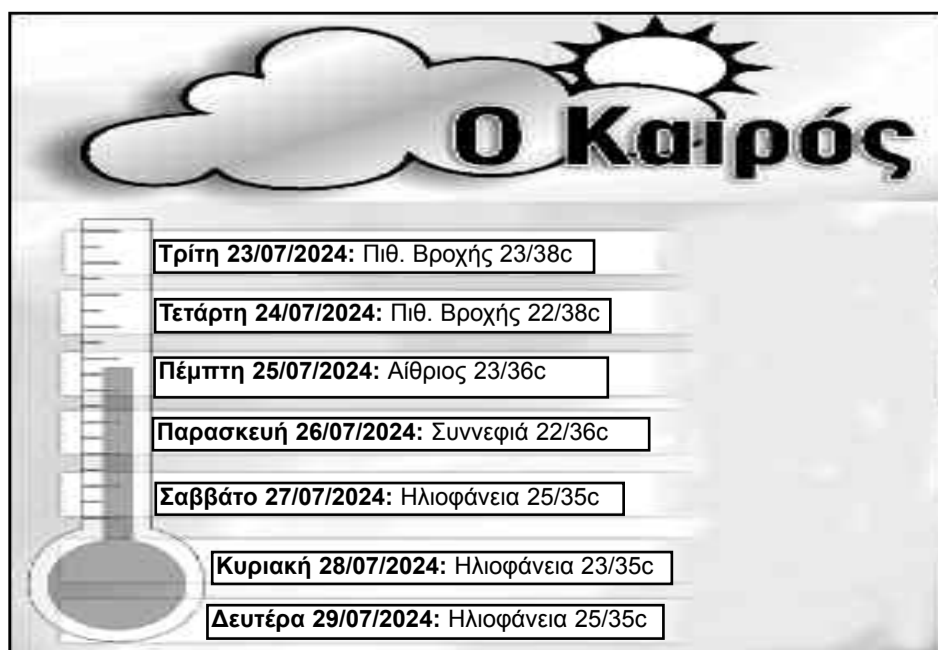 Ο Καιρός
Τρίτη 23/07/2024: Πιθ. Βροχής 23/38c
Τετάρτη 24/07/2024: Πιθ. Βροχής 22/38c
Πέμπτη 25/07/2024: Αίθριος 23/36c
Παρασκευή 26/07/2024: Συννεφιά 22/36c
Σαββάτο 27/07/2024: Ηλιοφάνεια 25/35c
Κυριακή 28/07/2024: Ηλιοφάνεια 23/35c
Δευτέρα 29/07/2024: Ηλιοφάνεια 25/35c